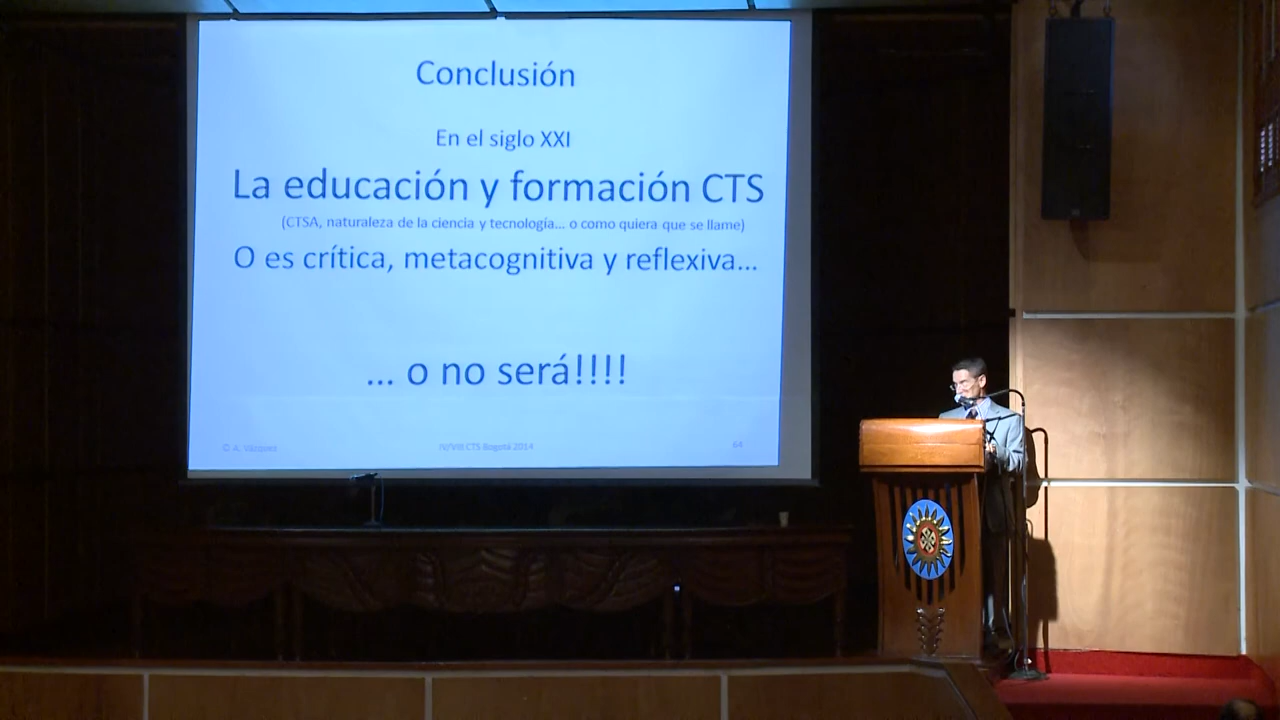 Conclusión
En el siglo XXI
La educación y formación CTS
(CTSA, naturaleza de la ciencia y tecnología... o como quiera que se llame)
O es crítica, metacognitiva y reflexiva...
... o no será!!!!
© A. Vázquez IV/VIII CTS Bogotá 2014 64